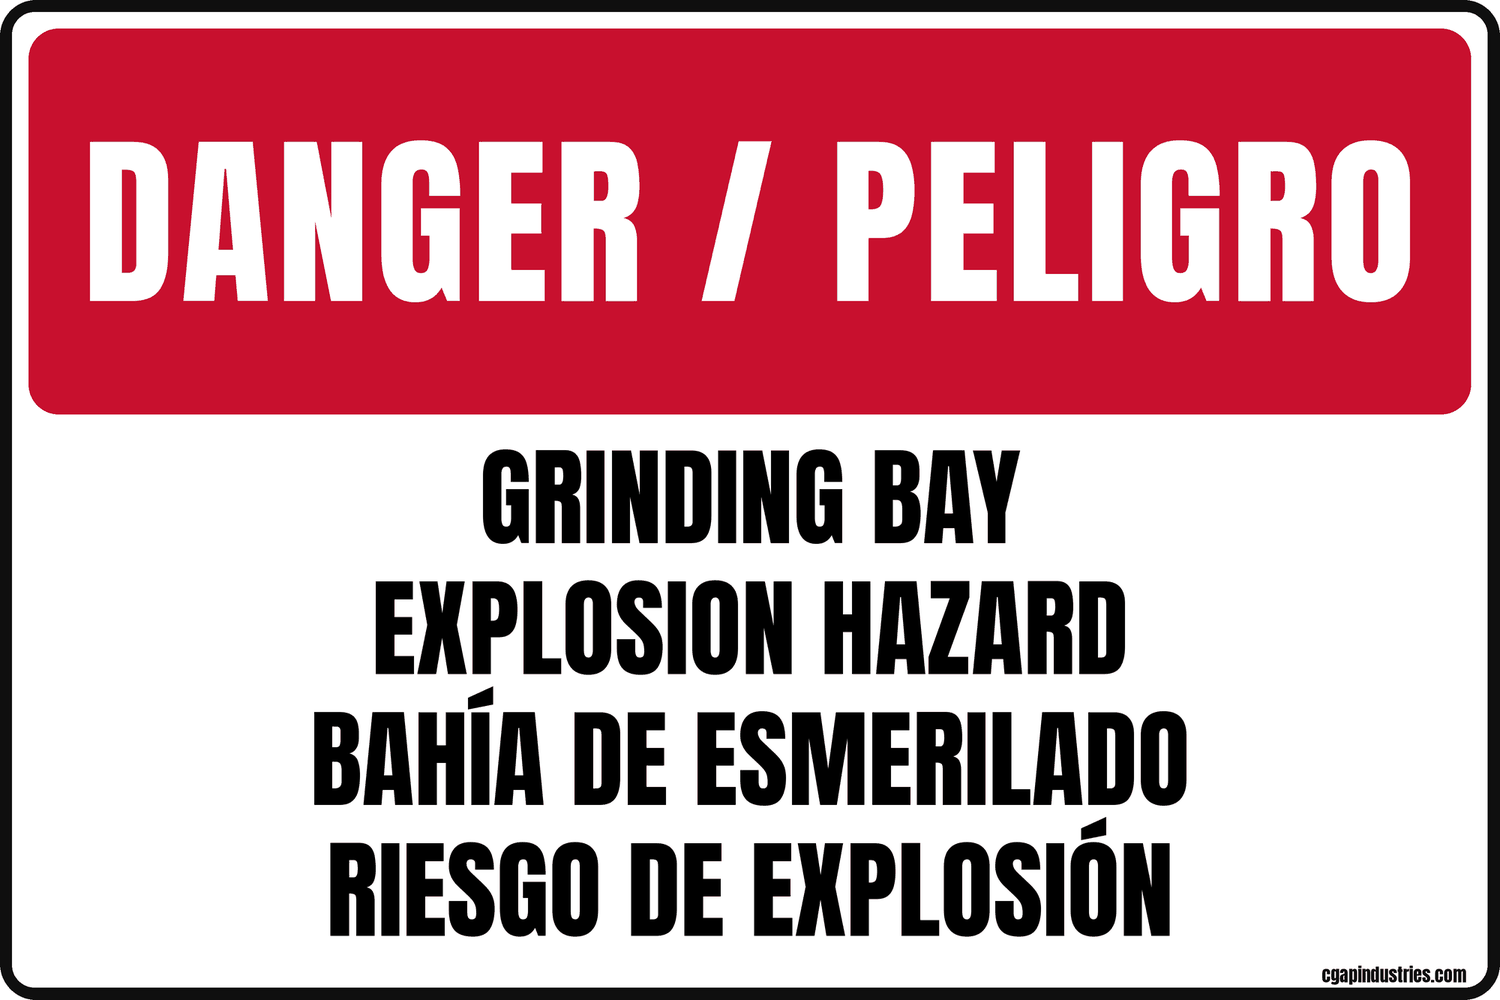 DANGER / PELIGRO
GRINDING BAY
EXPLOSION HAZARD
BAHÍA DE ESMERILADO
RIESGO DE EXPLOSIÓN
cgapindustries.com